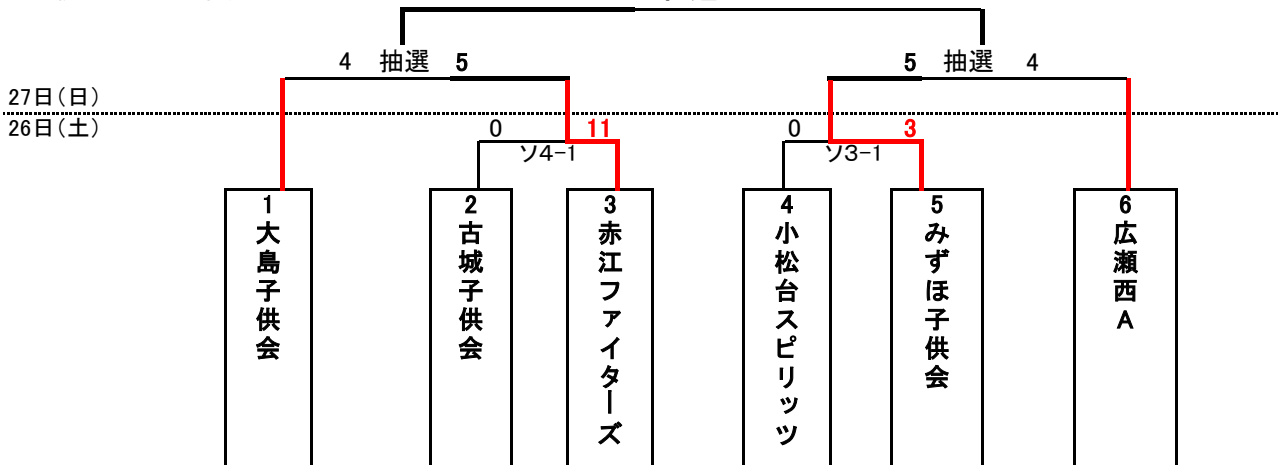 4 抽選 5
5 抽選 4
27日(日)
26日(土)
0 11
0 3
ソ4-1
ソ3-1
1大島子供会
2古城子供会
3赤江ファイターズ
4小松台スピリッツ
5みずほ子供会
6広瀬西A